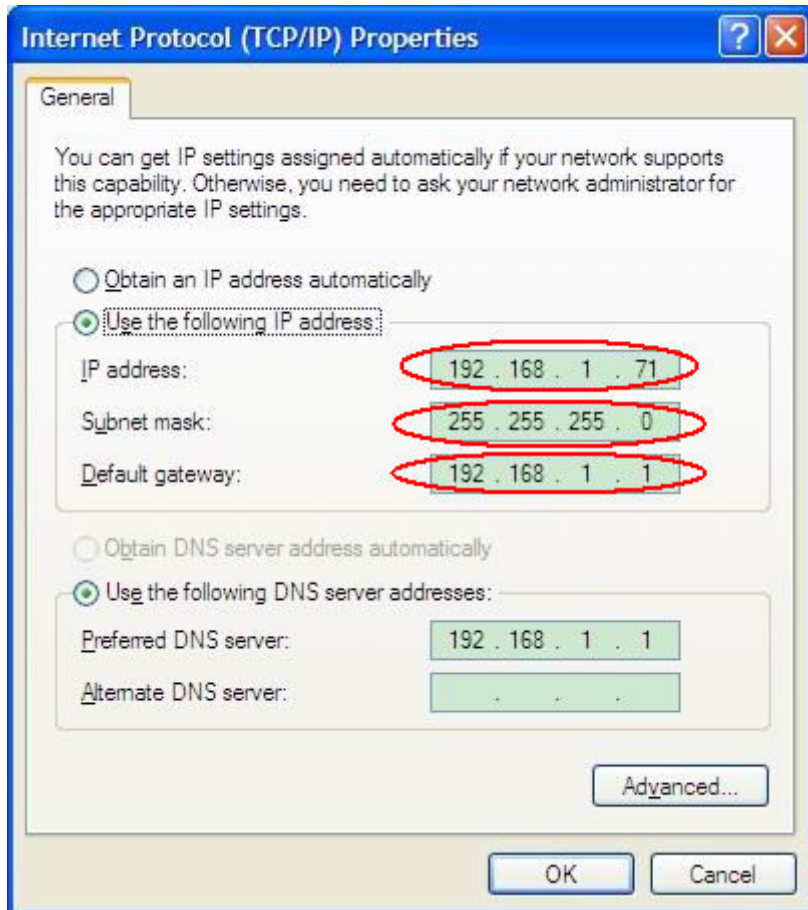 Internet Protocol (TCP/IP) Properties
General
You can get IP settings assigned automatically if your network supports
this capability. Otherwise, you need to ask your network administrator for
the appropriate IP settings.
Obtain an IP address automatically
Use the following IP address:
IP address: 192 . 168 . 1 . 71
Subnet mask: 255 . 255 . 255 . 0
Default gateway: 192 . 168 . 1 . 1
Obtain DNS server address automatically
Use the following DNS server addresses:
Preferred DNS server: 192 . 168 . 1 . 1
Alternate DNS server: . . .
Advanced...
OK Cancel